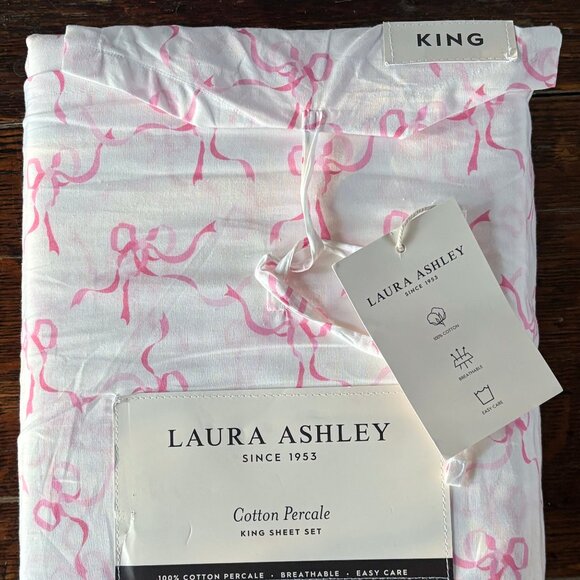 KING
LAURA ASHLEY
SINCE 1953
100% COTTON
BREATHABLE
EASY-CARE
LAURA ASHLEY
SINCE 1953
Cotton Percale
KING SHEET SET
100% COTTON PERCALE • BREATHABLE • EASY CARE